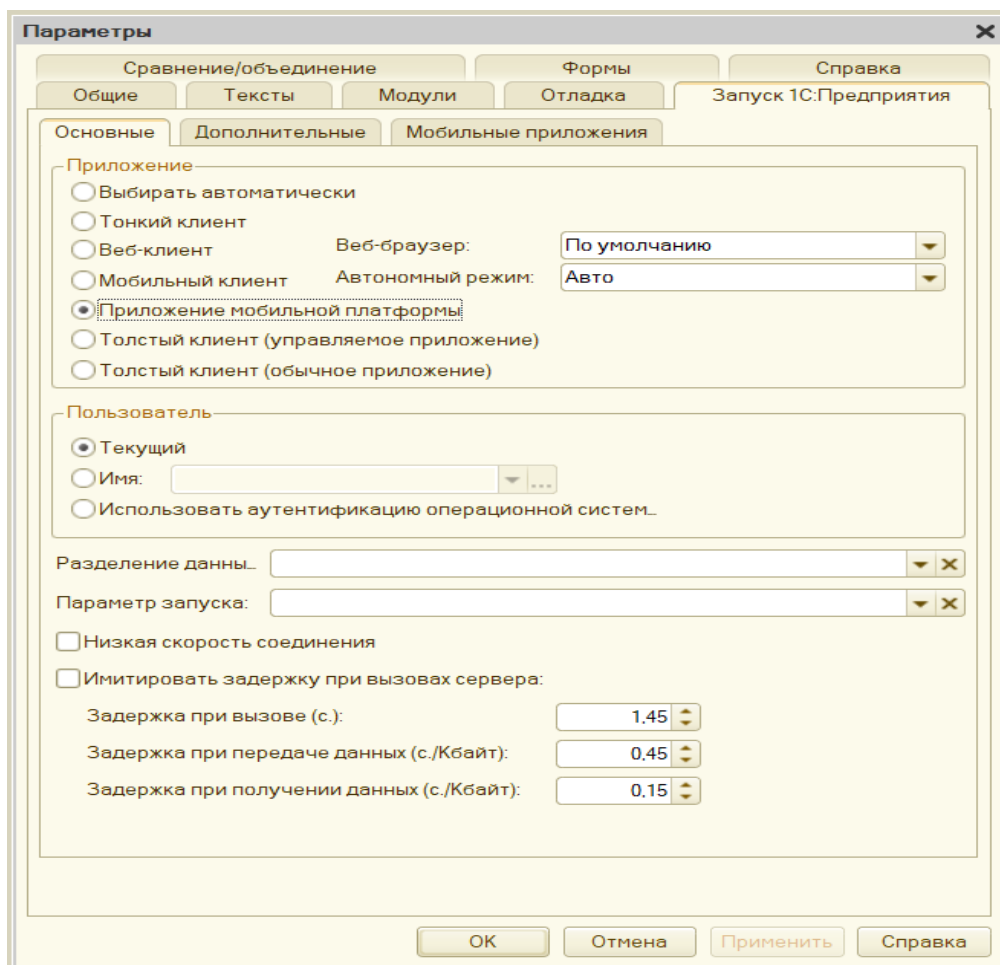 Параметры
Сравнение/объединение Формы Справка
Общие Тексты Модули Отладка Запуск 1С:Предприятия
Основные Дополнительные Мобильные приложения
Приложение
Выбирать автоматически
Тонкий клиент
Веб-клиент Веб-браузер: По умолчанию
Мобильный клиент Автономный режим: Авто
Приложение мобильной платформы
Толстый клиент (управляемое приложение)
Толстый клиент (обычное приложение)
Пользователь
Текущий
Имя: ...
Использовать аутентификацию операционной систем...
Разделение данны...
Параметр запуска:
Низкая скорость соединения
Имитировать задержку при вызовах сервера:
Задержка при вызове (с.): 1,45
Задержка при передаче данных (с./Кбайт): 0,45
Задержка при получении данных (с./Кбайт): 0,15
ОК Отмена Применить Справка